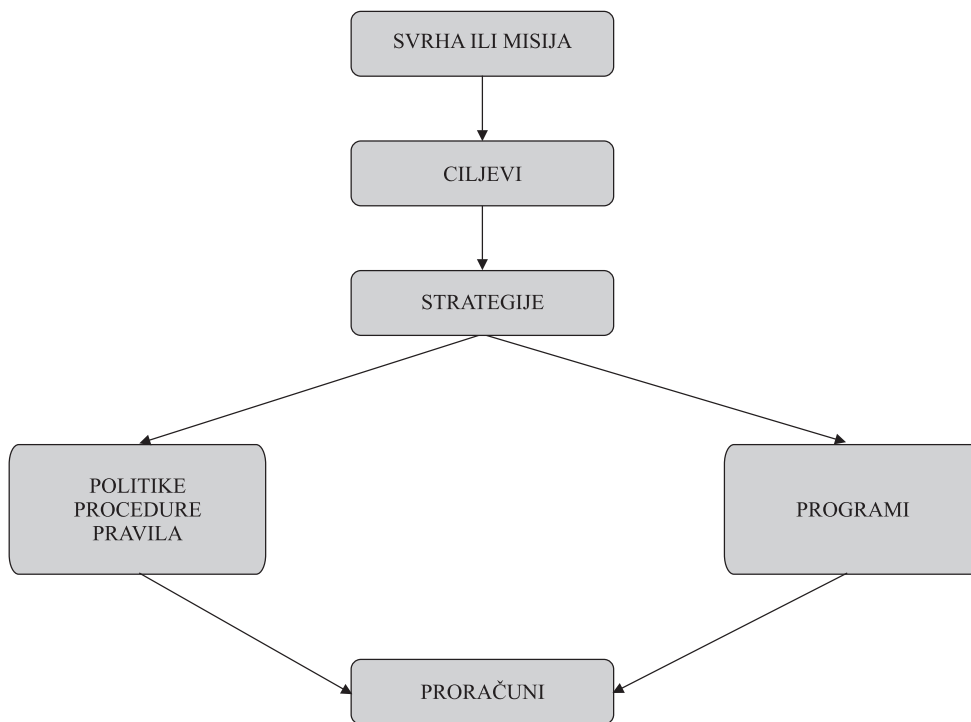 SVRHA ILI MISIJA
CILJEVI
STRATEGIJE
POLITIKE
PROCEDURE
PRAVILA
PROGRAMI
PRORAČUNI